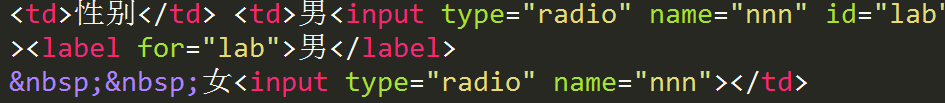 <td>性别</td> <td>男<input type="radio" name="nnn" id="lab"
><label for="lab">男</label>
&nbsp;&nbsp;女<input type="radio" name="nnn"></td>